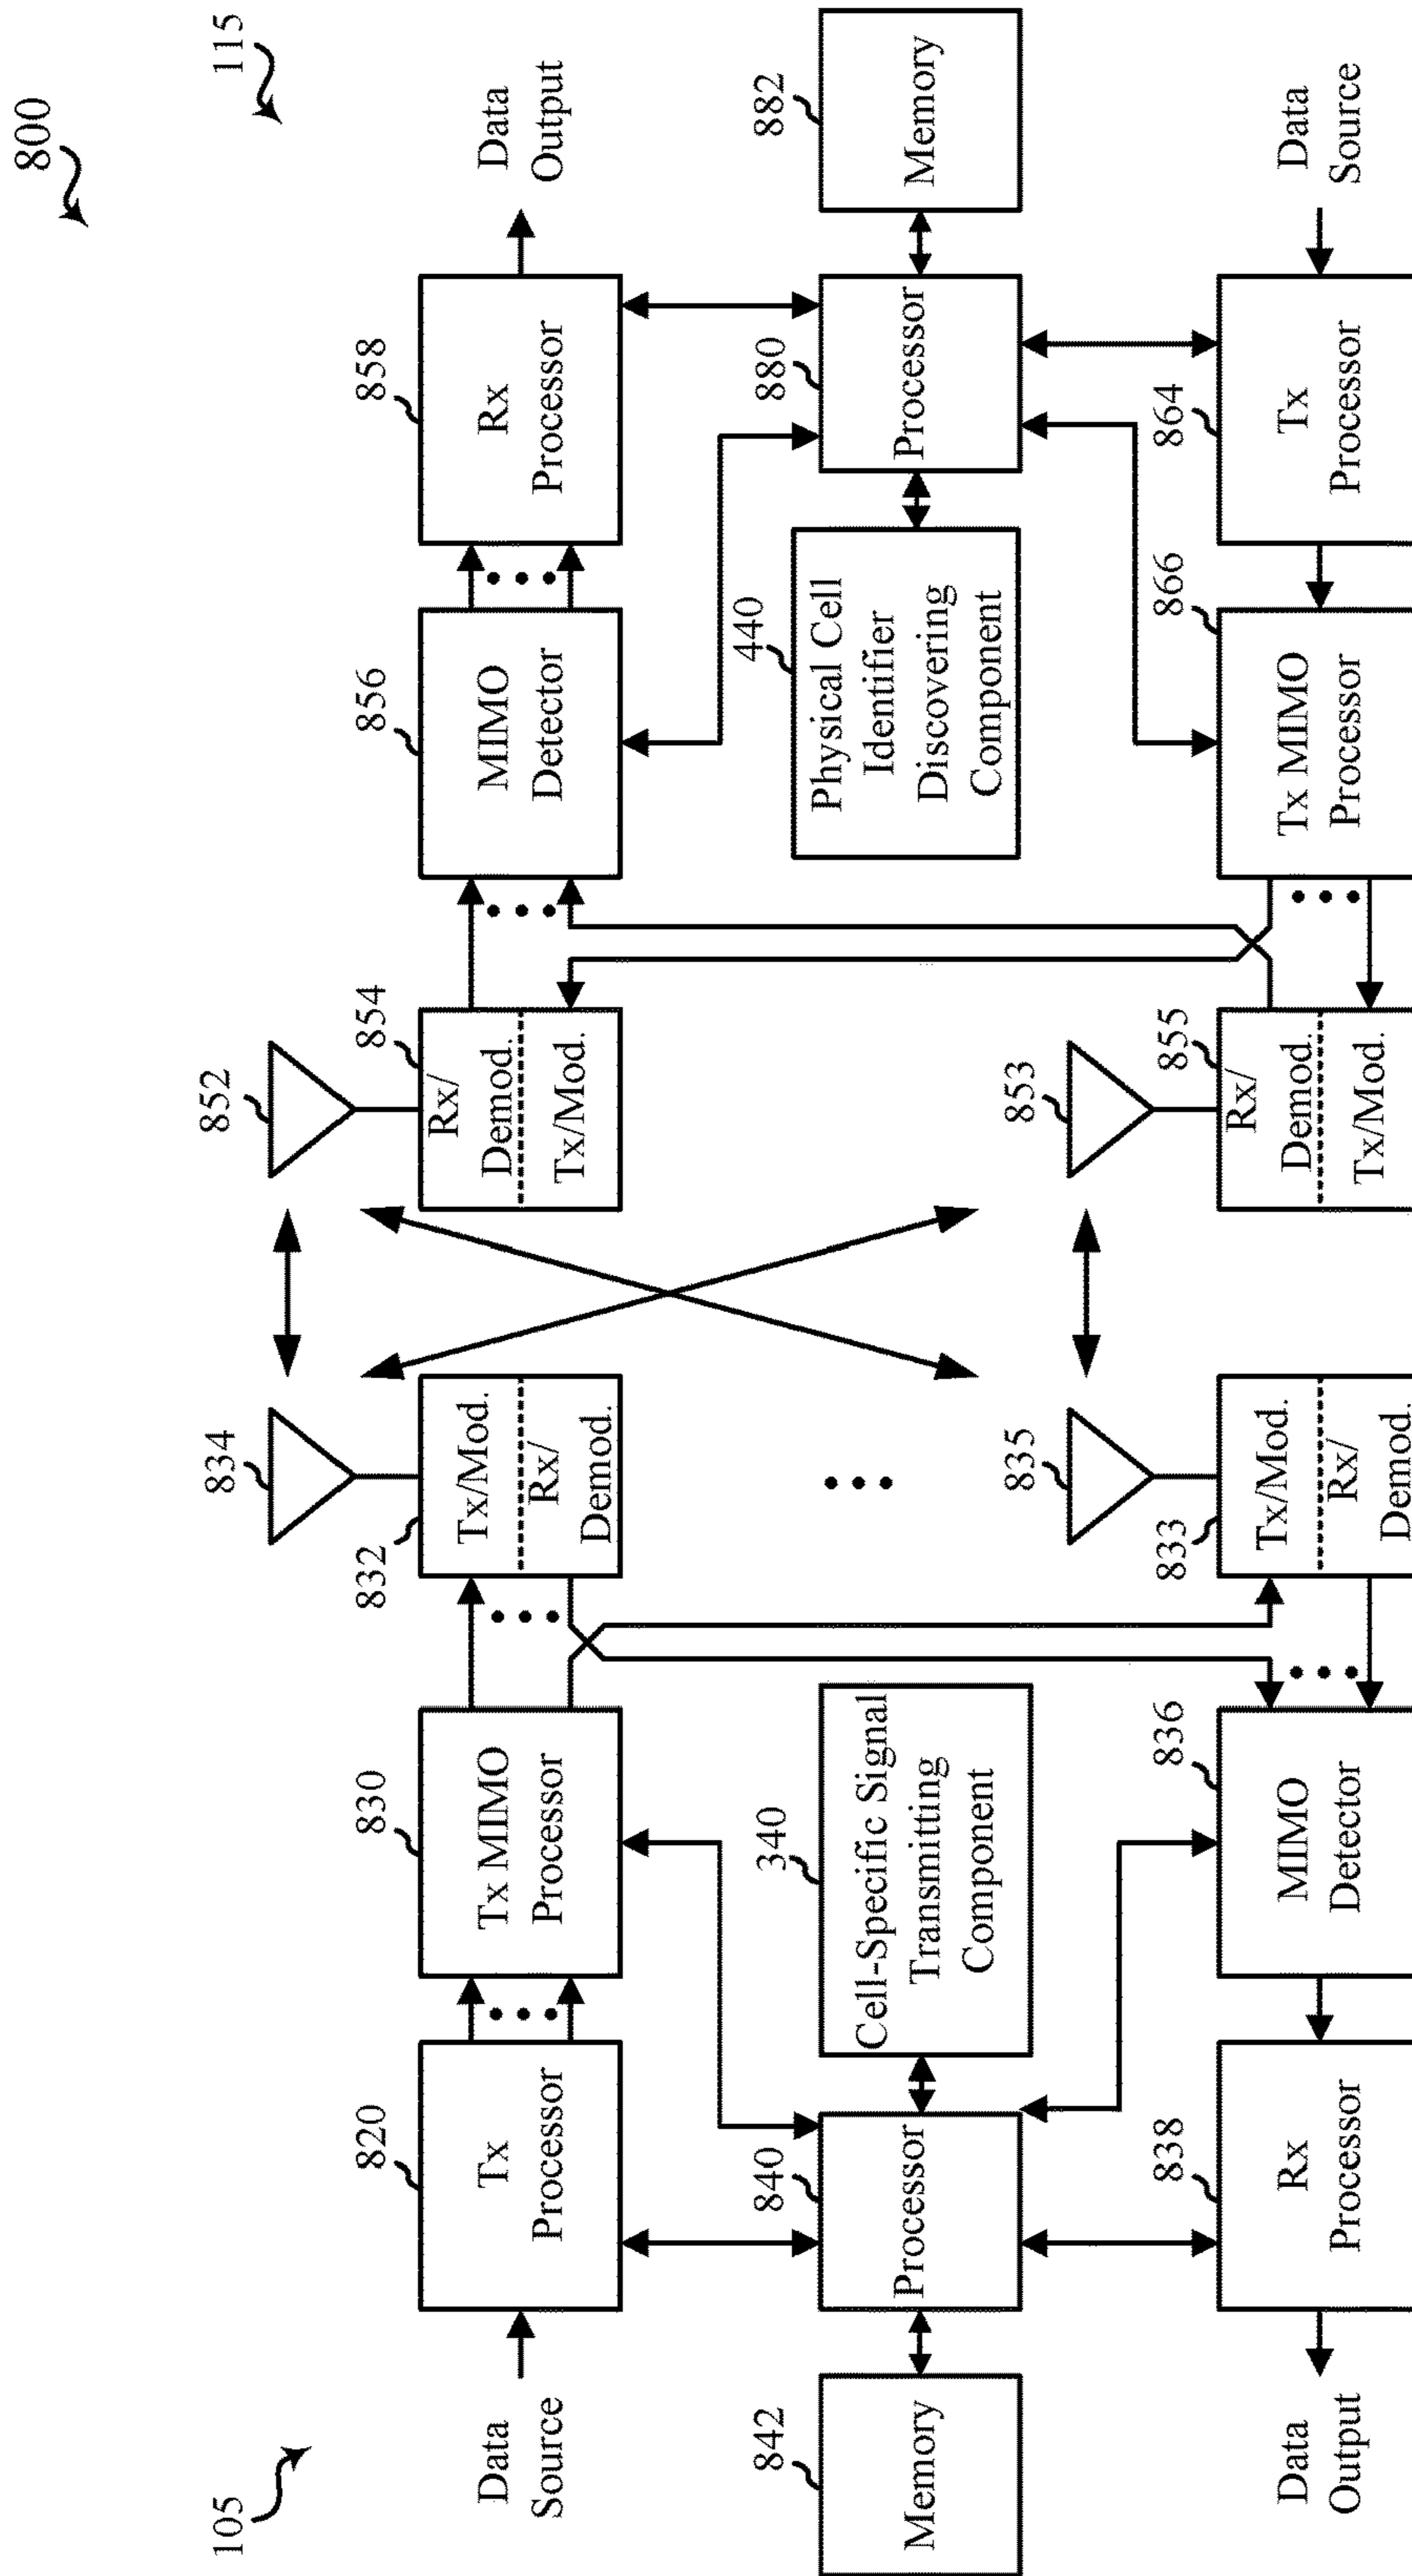 800
105
115
834
852
820
830
832
854
856
858
Data
Source
Tx
Processor
Tx MIMO
Processor
Tx/Mod.
Rx/
Demod.
Rx/
Demod.
Tx/Mod.
MIMO
Detector
Rx
Processor
Data
Output
842
840
340
440
880
882
Memory
Processor
Cell-Specific Signal
Transmitting
Component
Physical Cell
Identifier
Discovering
Component
Processor
Memory
835
853
838
836
833
855
866
864
Data
Output
Rx
Processor
MIMO
Detector
Tx/Mod.
Rx/
Demod.
Rx/
Demod.
Tx/Mod.
Tx MIMO
Processor
Tx
Processor
Data
Source